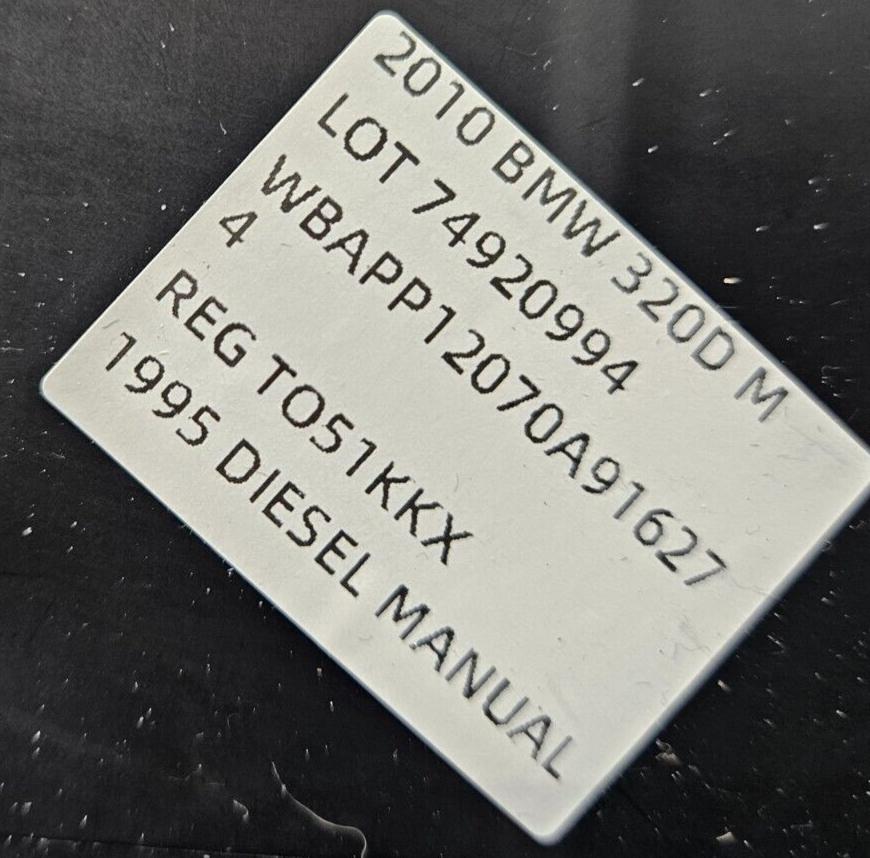 2010 BMW 320D M
LOT 74920994
WBAPP12070A91627
4
REG TO51KKX
1995 DIESEL MANUAL